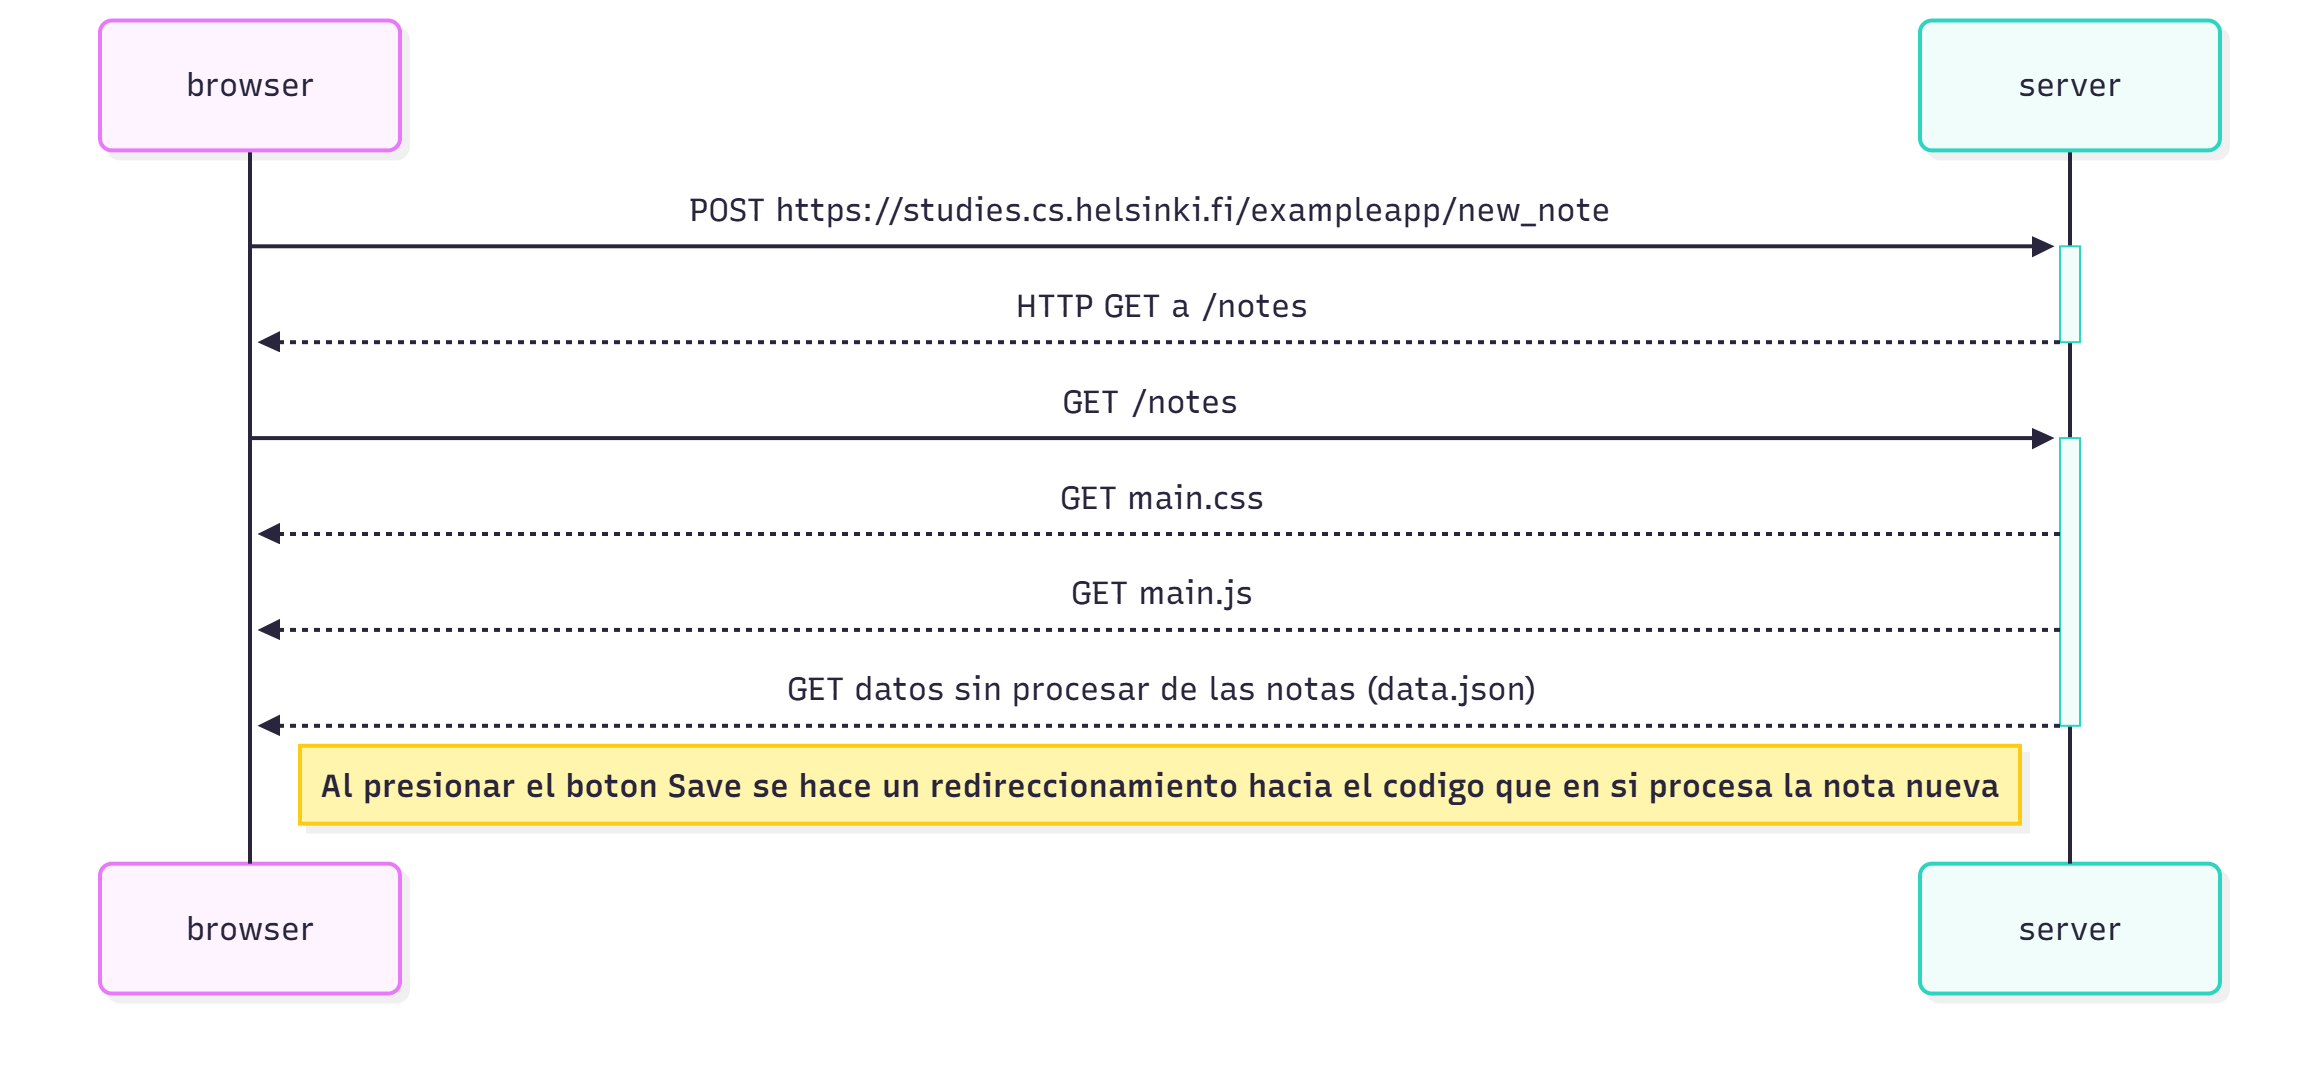 browser
server
POST https://studies.cs.helsinki.fi/exampleapp/new_note
HTTP GET a /notes
GET /notes
GET main.css
GET main.js
GET datos sin procesar de las notas (data.json)
Al presionar el boton Save se hace un redireccionamiento hacia el codigo que en si procesa la nota nueva
browser
server